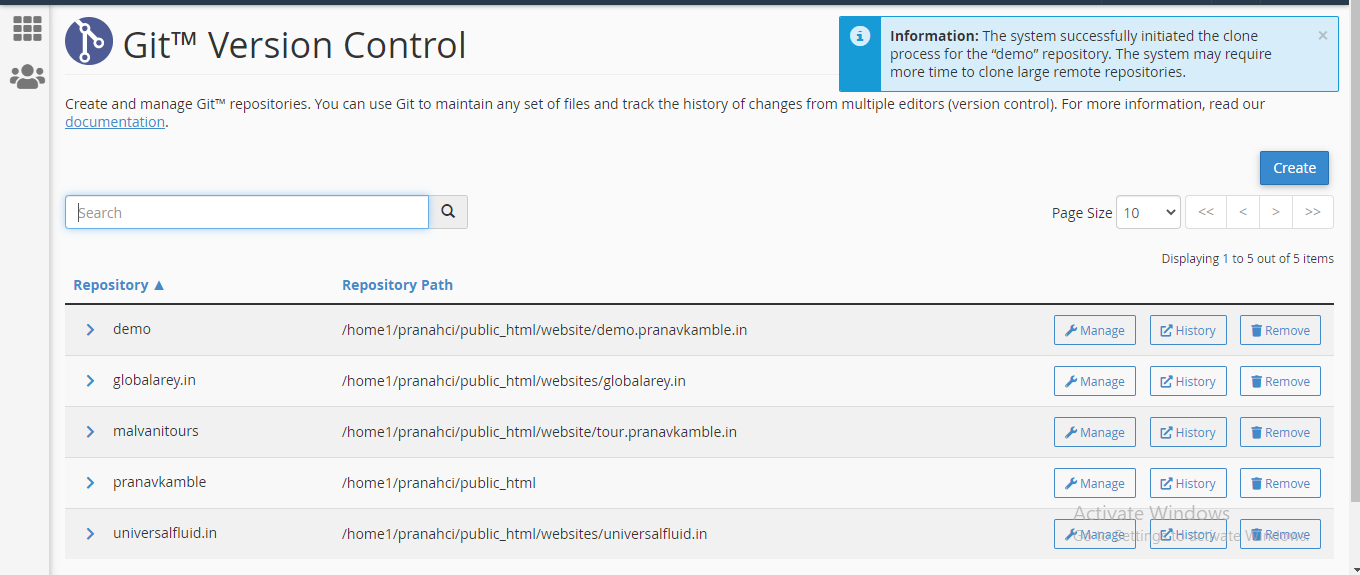 Git™ Version Control
Information: The system successfully initiated the clone
process for the “demo” repository. The system may require
more time to clone large remote repositories.
×
Create and manage Git™ repositories. You can use Git to maintain any set of files and track the history of changes from multiple editors (version control). For more information, read our
documentation.
Create
Search
Page Size 10 << < > >>
Displaying 1 to 5 out of 5 items
Repository ▲ Repository Path
demo /home1/pranahci/public_html/website/demo.pranavkamble.in Manage History Remove
globalarey.in /home1/pranahci/public_html/websites/globalarey.in Manage History Remove
malvanitours /home1/pranahci/public_html/website/tour.pranavkamble.in Manage History Remove
pranavkamble /home1/pranahci/public_html Manage History Remove
Activate Windows
universalfluid.in /home1/pranahci/public_html/websites/universalfluid.in Manage History Remove
Go to Settings to activate Windows.